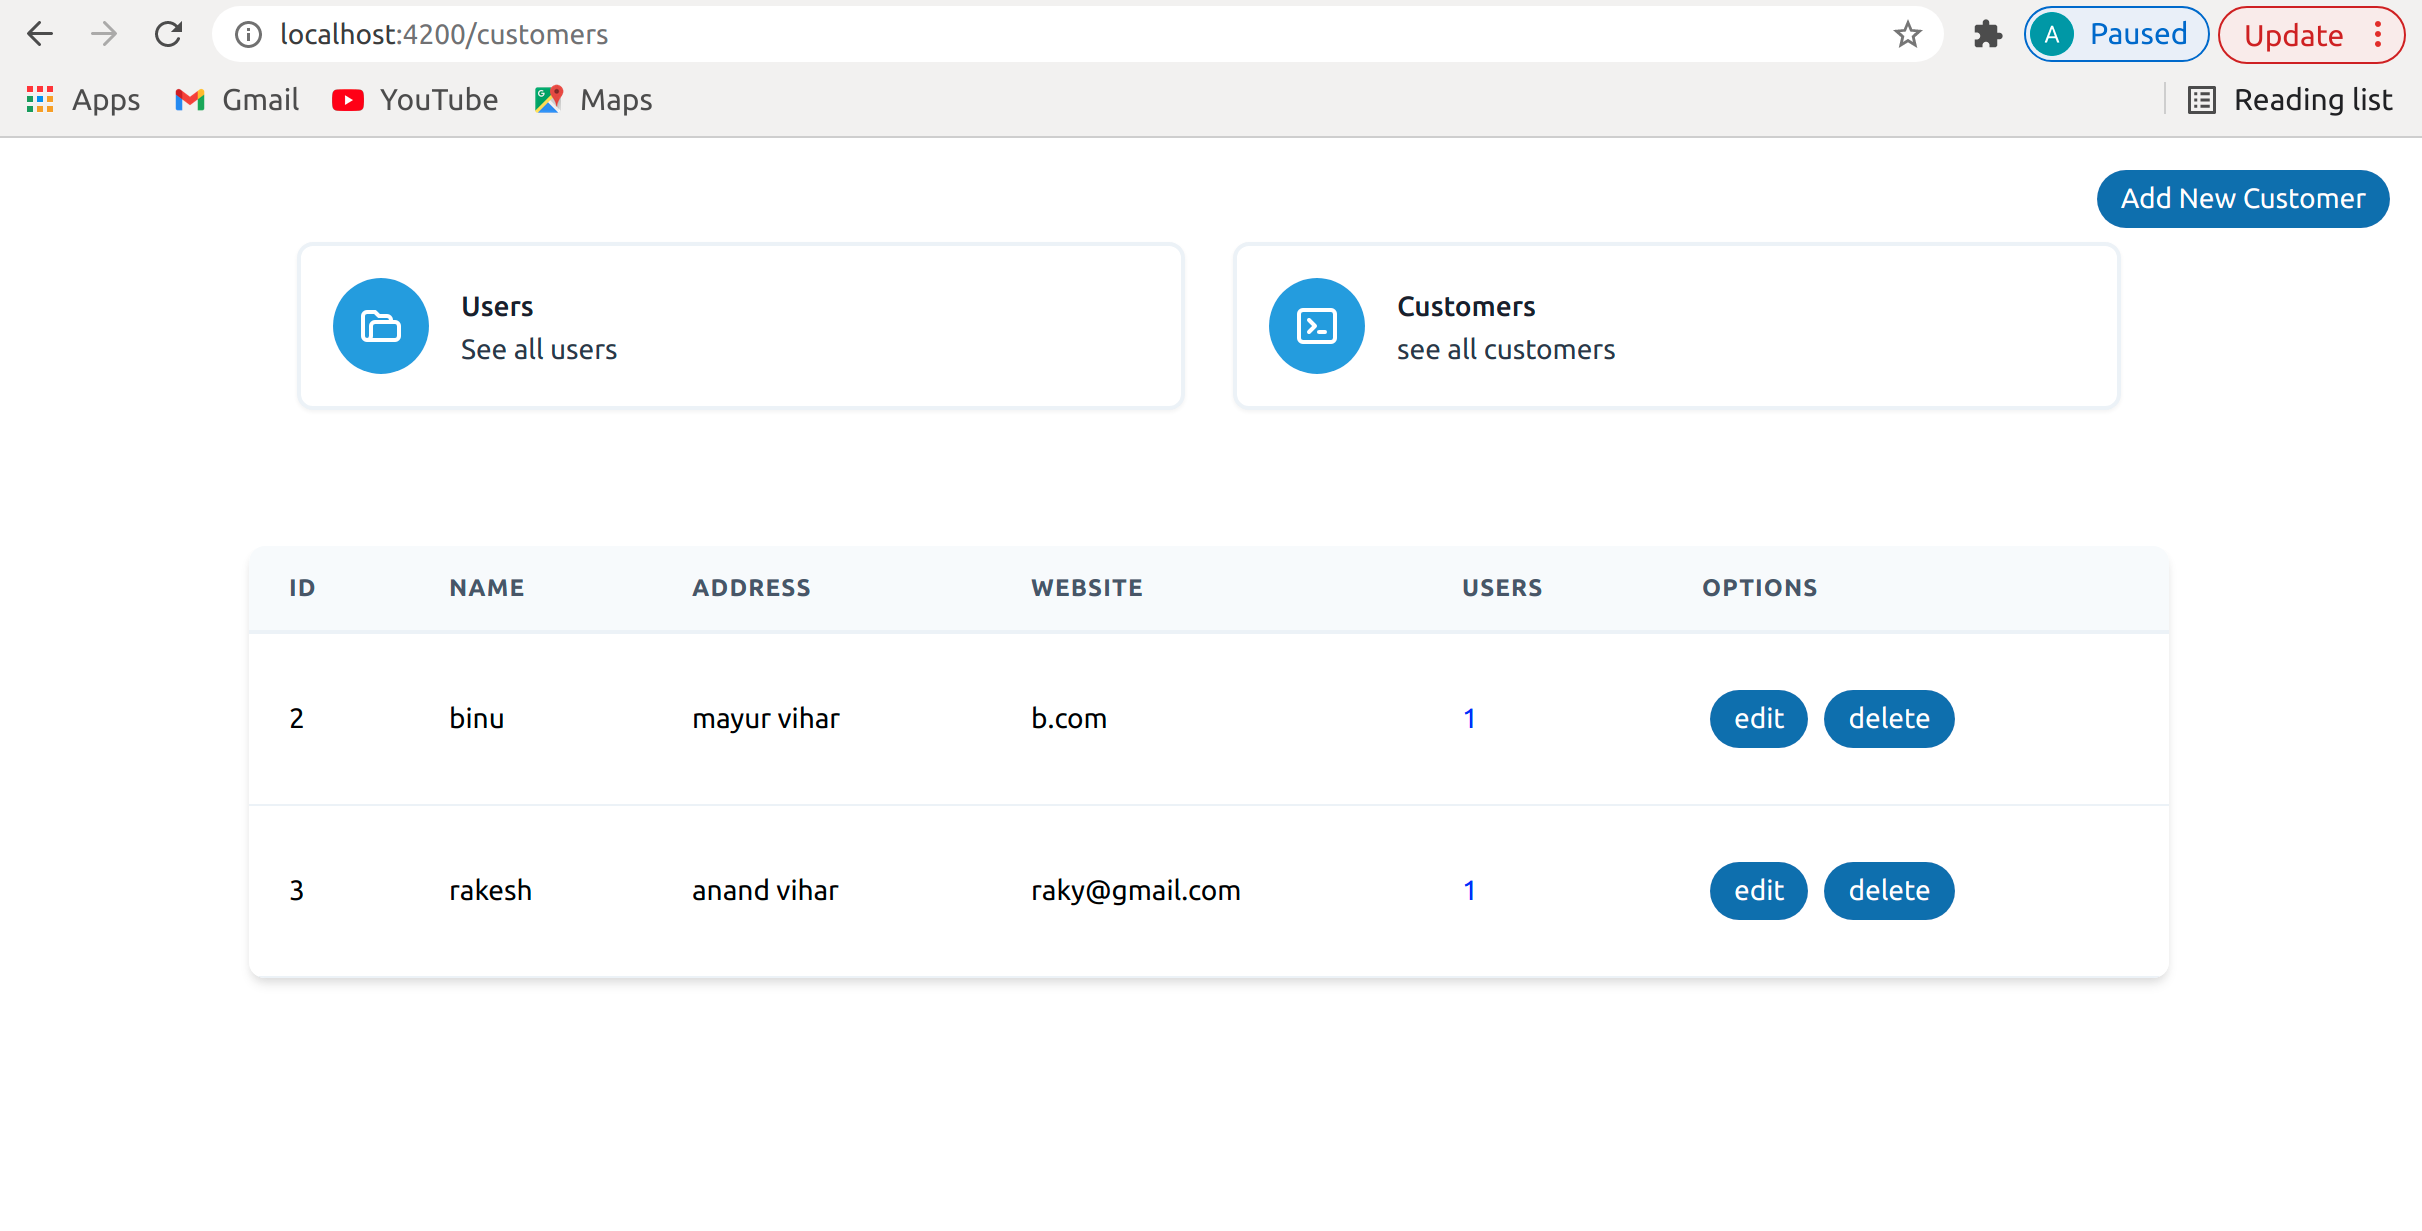 localhost:4200/customers
A Paused
Update
Apps
Gmail
YouTube
Maps
Reading list
Add New Customer
Users
See all users
Customers
see all customers
ID NAME ADDRESS WEBSITE USERS OPTIONS
2 binu mayur vihar b.com 1 edit delete
3 rakesh anand vihar raky@gmail.com 1 edit delete